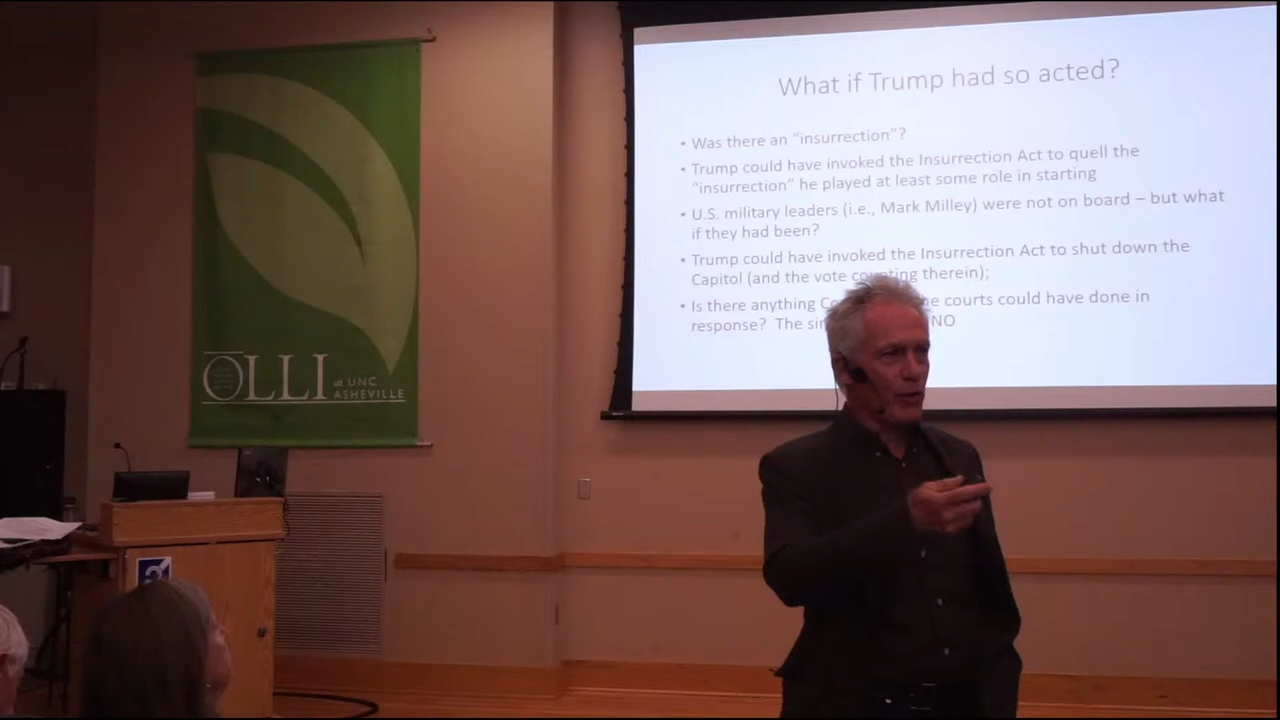 What if Trump had so acted?
• Was there an “insurrection”?
• Trump could have invoked the Insurrection Act to quell the
“insurrection” he played at least some role in starting
• U.S. military leaders (i.e., Mark Milley) were not on board – but what
if they had been?
• Trump could have invoked the Insurrection Act to shut down the
Capitol (and the vote counting therein);
• Is there anything courts could have done in
response? The NO
OLLI at UNC
ASHEVILLE